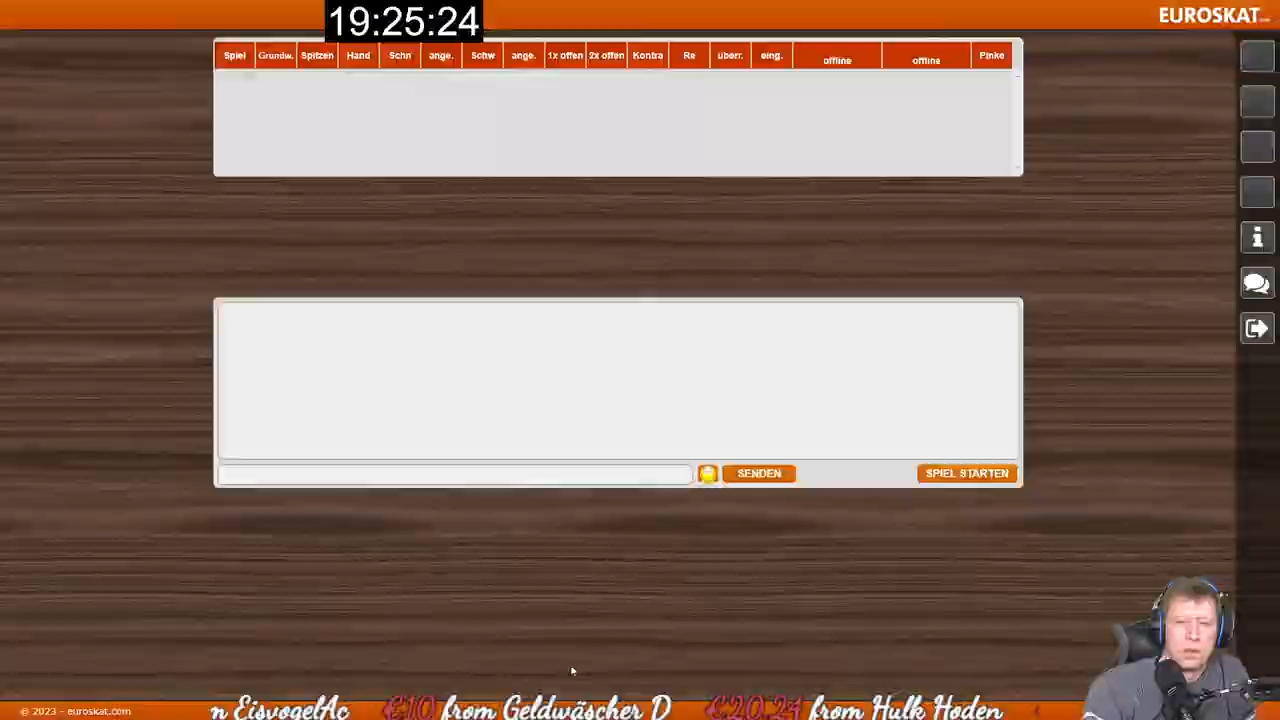 19:25:24
EUROSKAT.com
Spiel Grundw. Spitzen Hand Schn ange. Schw ange. 1x offen 2x offen Kontra Re überr. eing. offline offline Pinke
SENDEN SPIEL STARTEN
© 2023 - euroskat.com n EisvogelAc €10 from Geldwäscher D €20.24 from Hulk Hoden